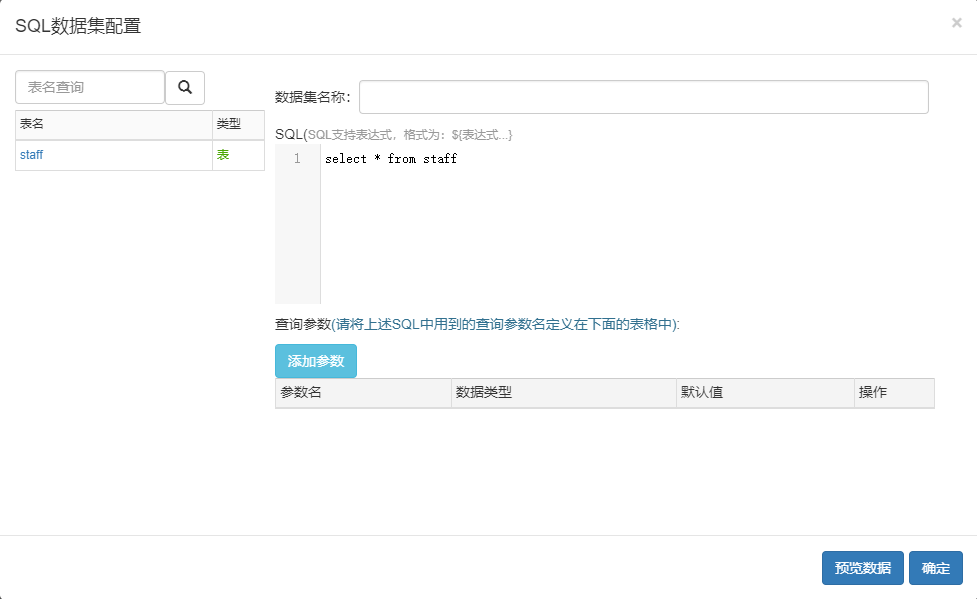 SQL数据集配置
×
表名查询
表名 类型
staff 表
数据集名称：
SQL(SQL支持表达式，格式为：${表达式...}
1 select * from staff
查询参数(请将上述SQL中用到的查询参数名定义在下面的表格中):
添加参数
参数名 数据类型 默认值 操作
预览数据 确定